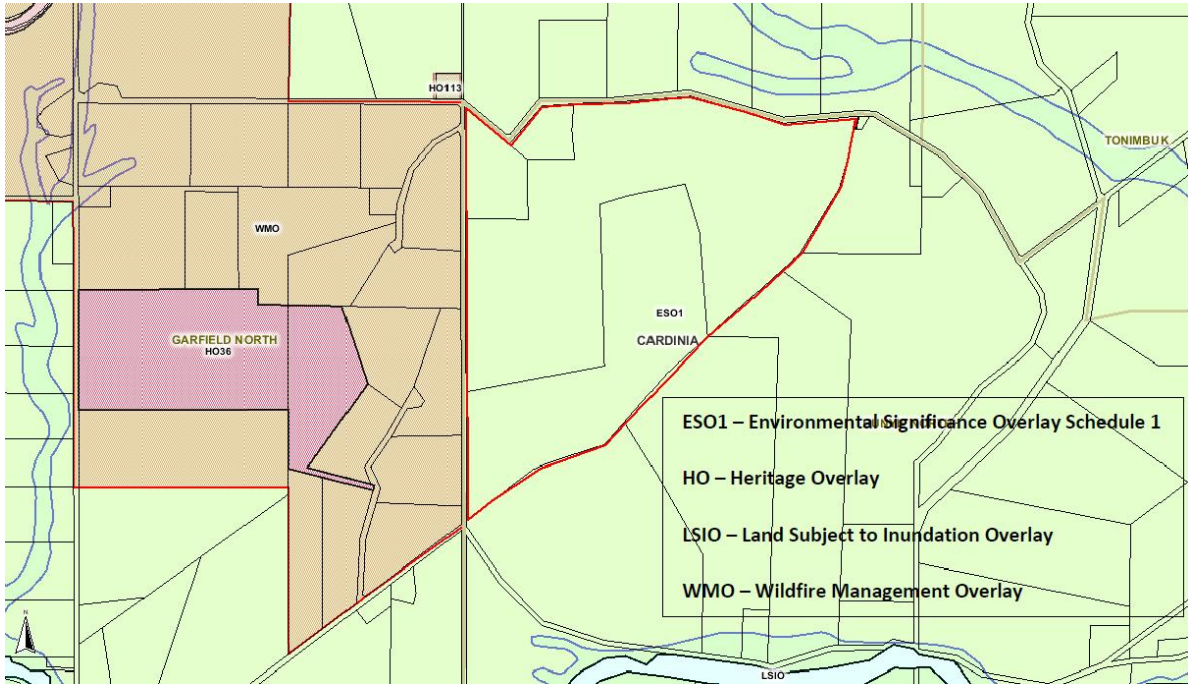 HO113
TONIMBUK
WMO
ESO1
GARFIELD NORTH
HO36
CARDINIA
ESO1 – Environmental Significance Overlay Schedule 1
HO – Heritage Overlay
LSIO – Land Subject to Inundation Overlay
WMO – Wildfire Management Overlay
N
LSIO